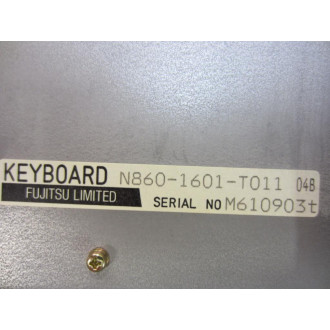 KEYBOARD N860-1601-T011 04B
FUJITSU LIMITED SERIAL NO M610903t